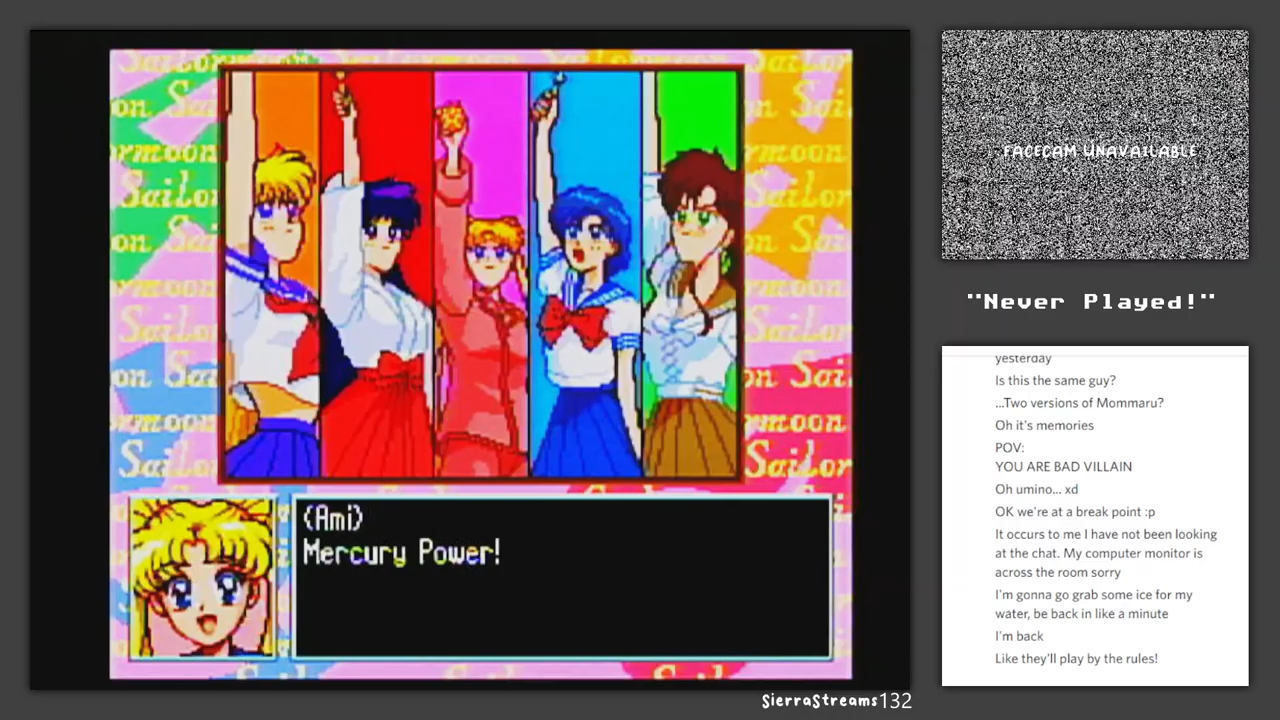 Sailormoon Sailormoon
(Ami)
Mercury Power!
FACECAM UNAVAILABLE
"Never Played!"
yesterday
Is this the same guy?
...Two versions of Mommaru?
Oh it's memories
POV:
YOU ARE BAD VILLAIN
Oh umino... xd
OK we're at a break point :p
It occurs to me I have not been looking
at the chat. My computer monitor is
across the room sorry
I'm gonna go grab some ice for my
water, be back in like a minute
I'm back
Like they'll play by the rules!
SierraStreams132